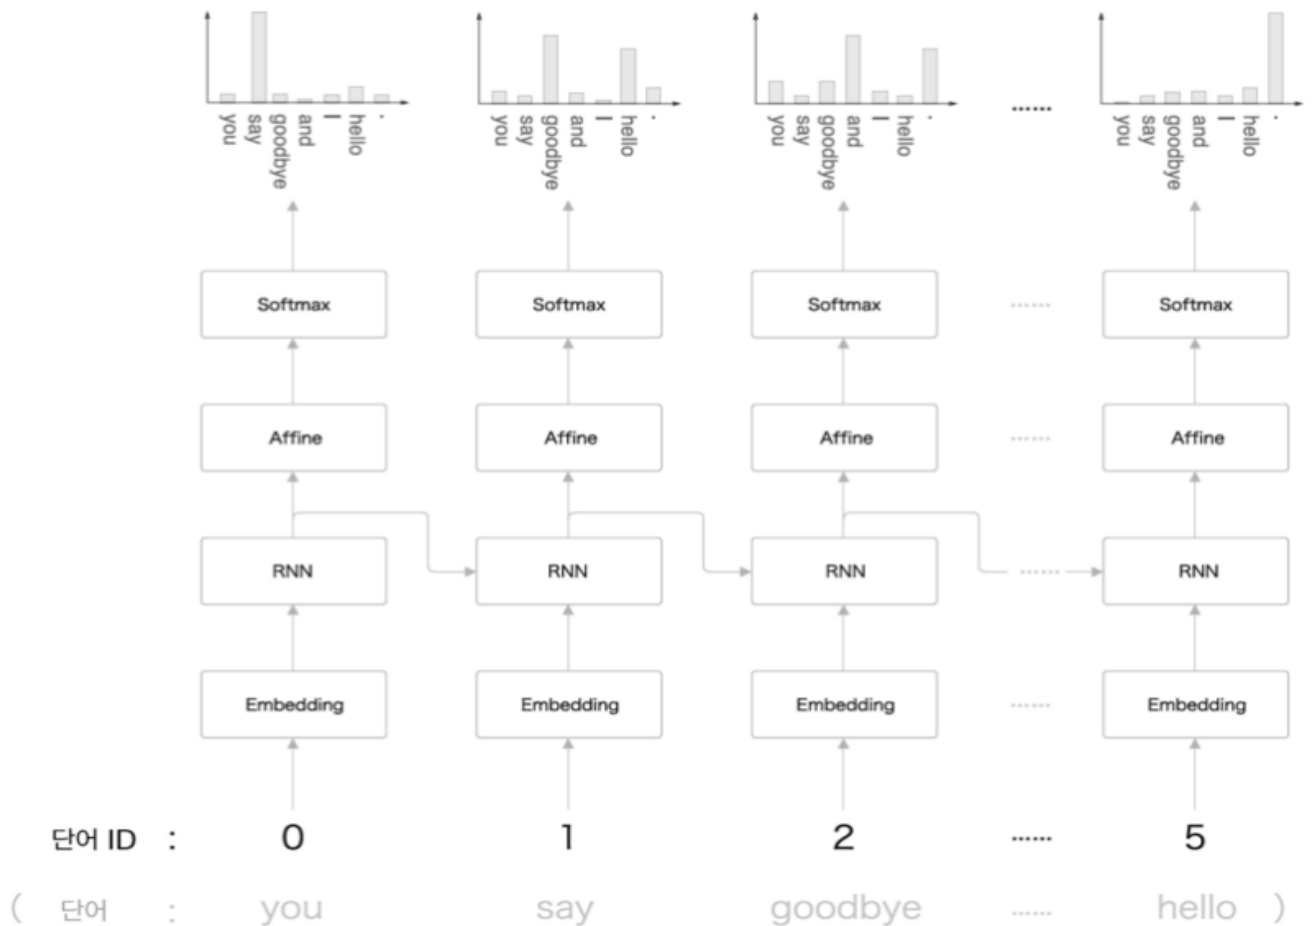 you say goodbye and I hello .
you say goodbye and I hello .
you say goodbye and I hello .
......
you say goodbye and I hello .
Softmax Softmax Softmax ...... Softmax
Affine Affine Affine ...... Affine
RNN RNN RNN ...... RNN
Embedding Embedding Embedding ...... Embedding
단어 ID : 0 1 2 ...... 5
( 단어 : you say goodbye ...... hello )